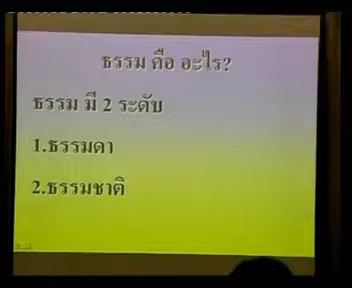 ธรรม คือ อะไร?
ธรรม มี 2 ระดับ
1.ธรรมดา
2.ธรรมชาติ